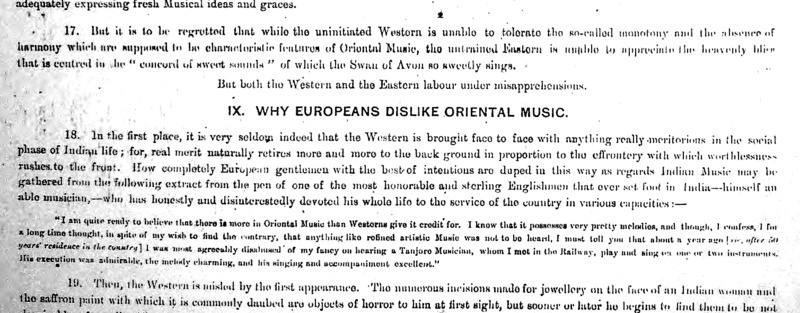 adequately expressing fresh Musical ideas and graces.
17. But it is to be regretted that while the uninitiated Western is unable to tolorate the so-called monotony and the absence of
harmony which are supposed to be characteristic features of Oriental Music, the untrained Eastern is unable to appreciate the heavenly bliss
that is centred in the "concord of sweet sounds" of which the Swan of Avon so sweetly sings.
But both the Western and the Eastern labour under misapprehensions.
IX. WHY EUROPEANS DISLIKE ORIENTAL MUSIC.
18. In the first place, it is very seldom indeed that the Western is brought face to face with anything really meritorious in the social
phase of Indian life; for, real merit naturally retires more and more to the back ground in proportion to the effrontery with which worthlessness
rushes to the front. How completely European gentlemen with the best of intentions are duped in this way as regards Indian Music may be
gathered from the following extract from the pen of one of the most honorable and sterling Englishmen that ever set foot in India—himself an
able musician,—who has honestly and disinterestedly devoted his whole life to the service of the country in various capacities:—
"I am quite ready to believe that there is more in Oriental Music than Westerns give it credit for. I know that it possesses very pretty melodies, and though, I confess, I for
a long time thought, in spite of my wish to find the contrary, that anything like refined artistic Music was not to be heard, I must tell you that about a year ago [i.e., after 30
years' residence in the country] I was most agreeably disabused of my fancy on hearing a Tanjore Musician, whom I met in the Railway, play and sing on one or two instruments.
His execution was admirable, the melody charming, and his singing and accompaniment excellent."
19. Then, the Western is misled by the first appearance. The numerous incisions made for jewellory on the face of an Indian woman and
the saffron paint with which it is commonly daubed are objects of horror to him at first sight, but sooner or later he begins to find them to be not